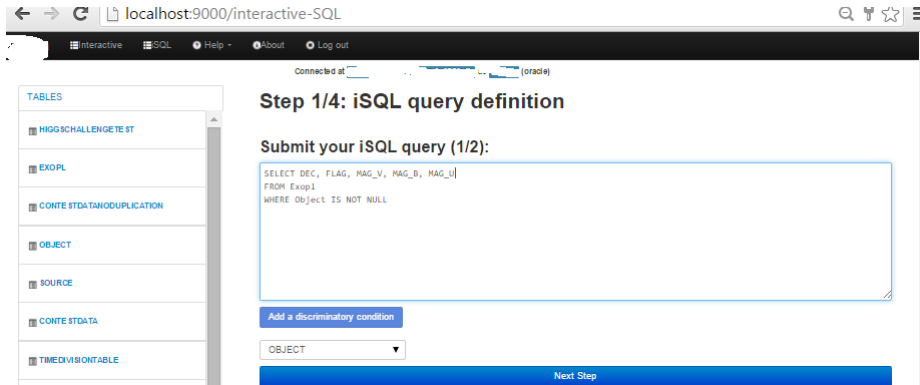 localhost:9000/interactive-SQL
Interactive iSQL Help About Log out
Connected at (oracle)
TABLES
HIGGSCHALLENGETEST
EXOPL
CONTESTDATANODUPLICATION
OBJECT
SOURCE
CONTESTDATA
TIMEDIVISIONTABLE
Step 1/4: iSQL query definition
Submit your iSQL query (1/2):
SELECT DEC, FLAG, MAG_V, MAG_B, MAG_U
FROM Exopl
WHERE Object IS NOT NULL
Add a discriminatory condition
OBJECT
Next Step